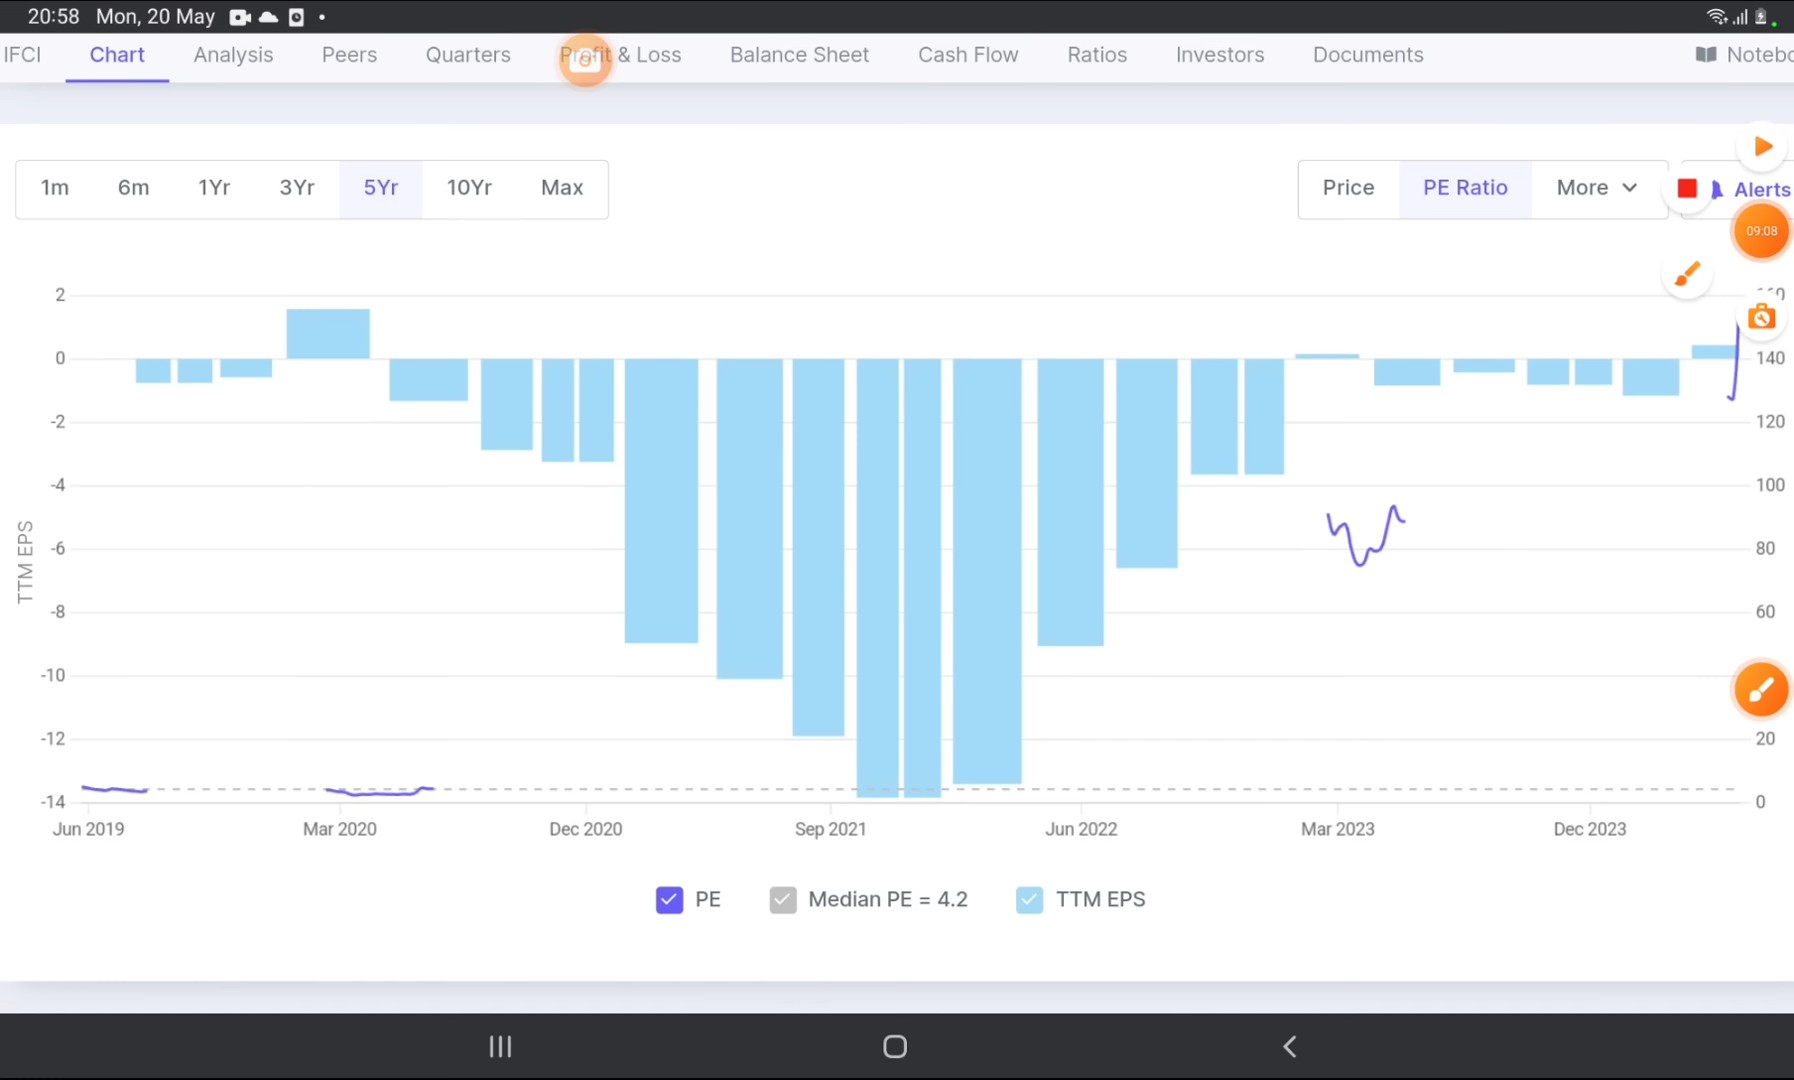 20:58 Mon, 20 May
IFCI Chart Analysis Peers Quarters Profit & Loss Balance Sheet Cash Flow Ratios Investors Documents Notebo
1m 6m 1Yr 3Yr 5Yr 10Yr Max
Price PE Ratio More Alerts
09:08
2
0
-2
-4
-6
-8
-10
-12
-14
TTM EPS
140
120
100
80
60
20
0
Jun 2019 Mar 2020 Dec 2020 Sep 2021 Jun 2022 Mar 2023 Dec 2023
PE Median PE = 4.2 TTM EPS